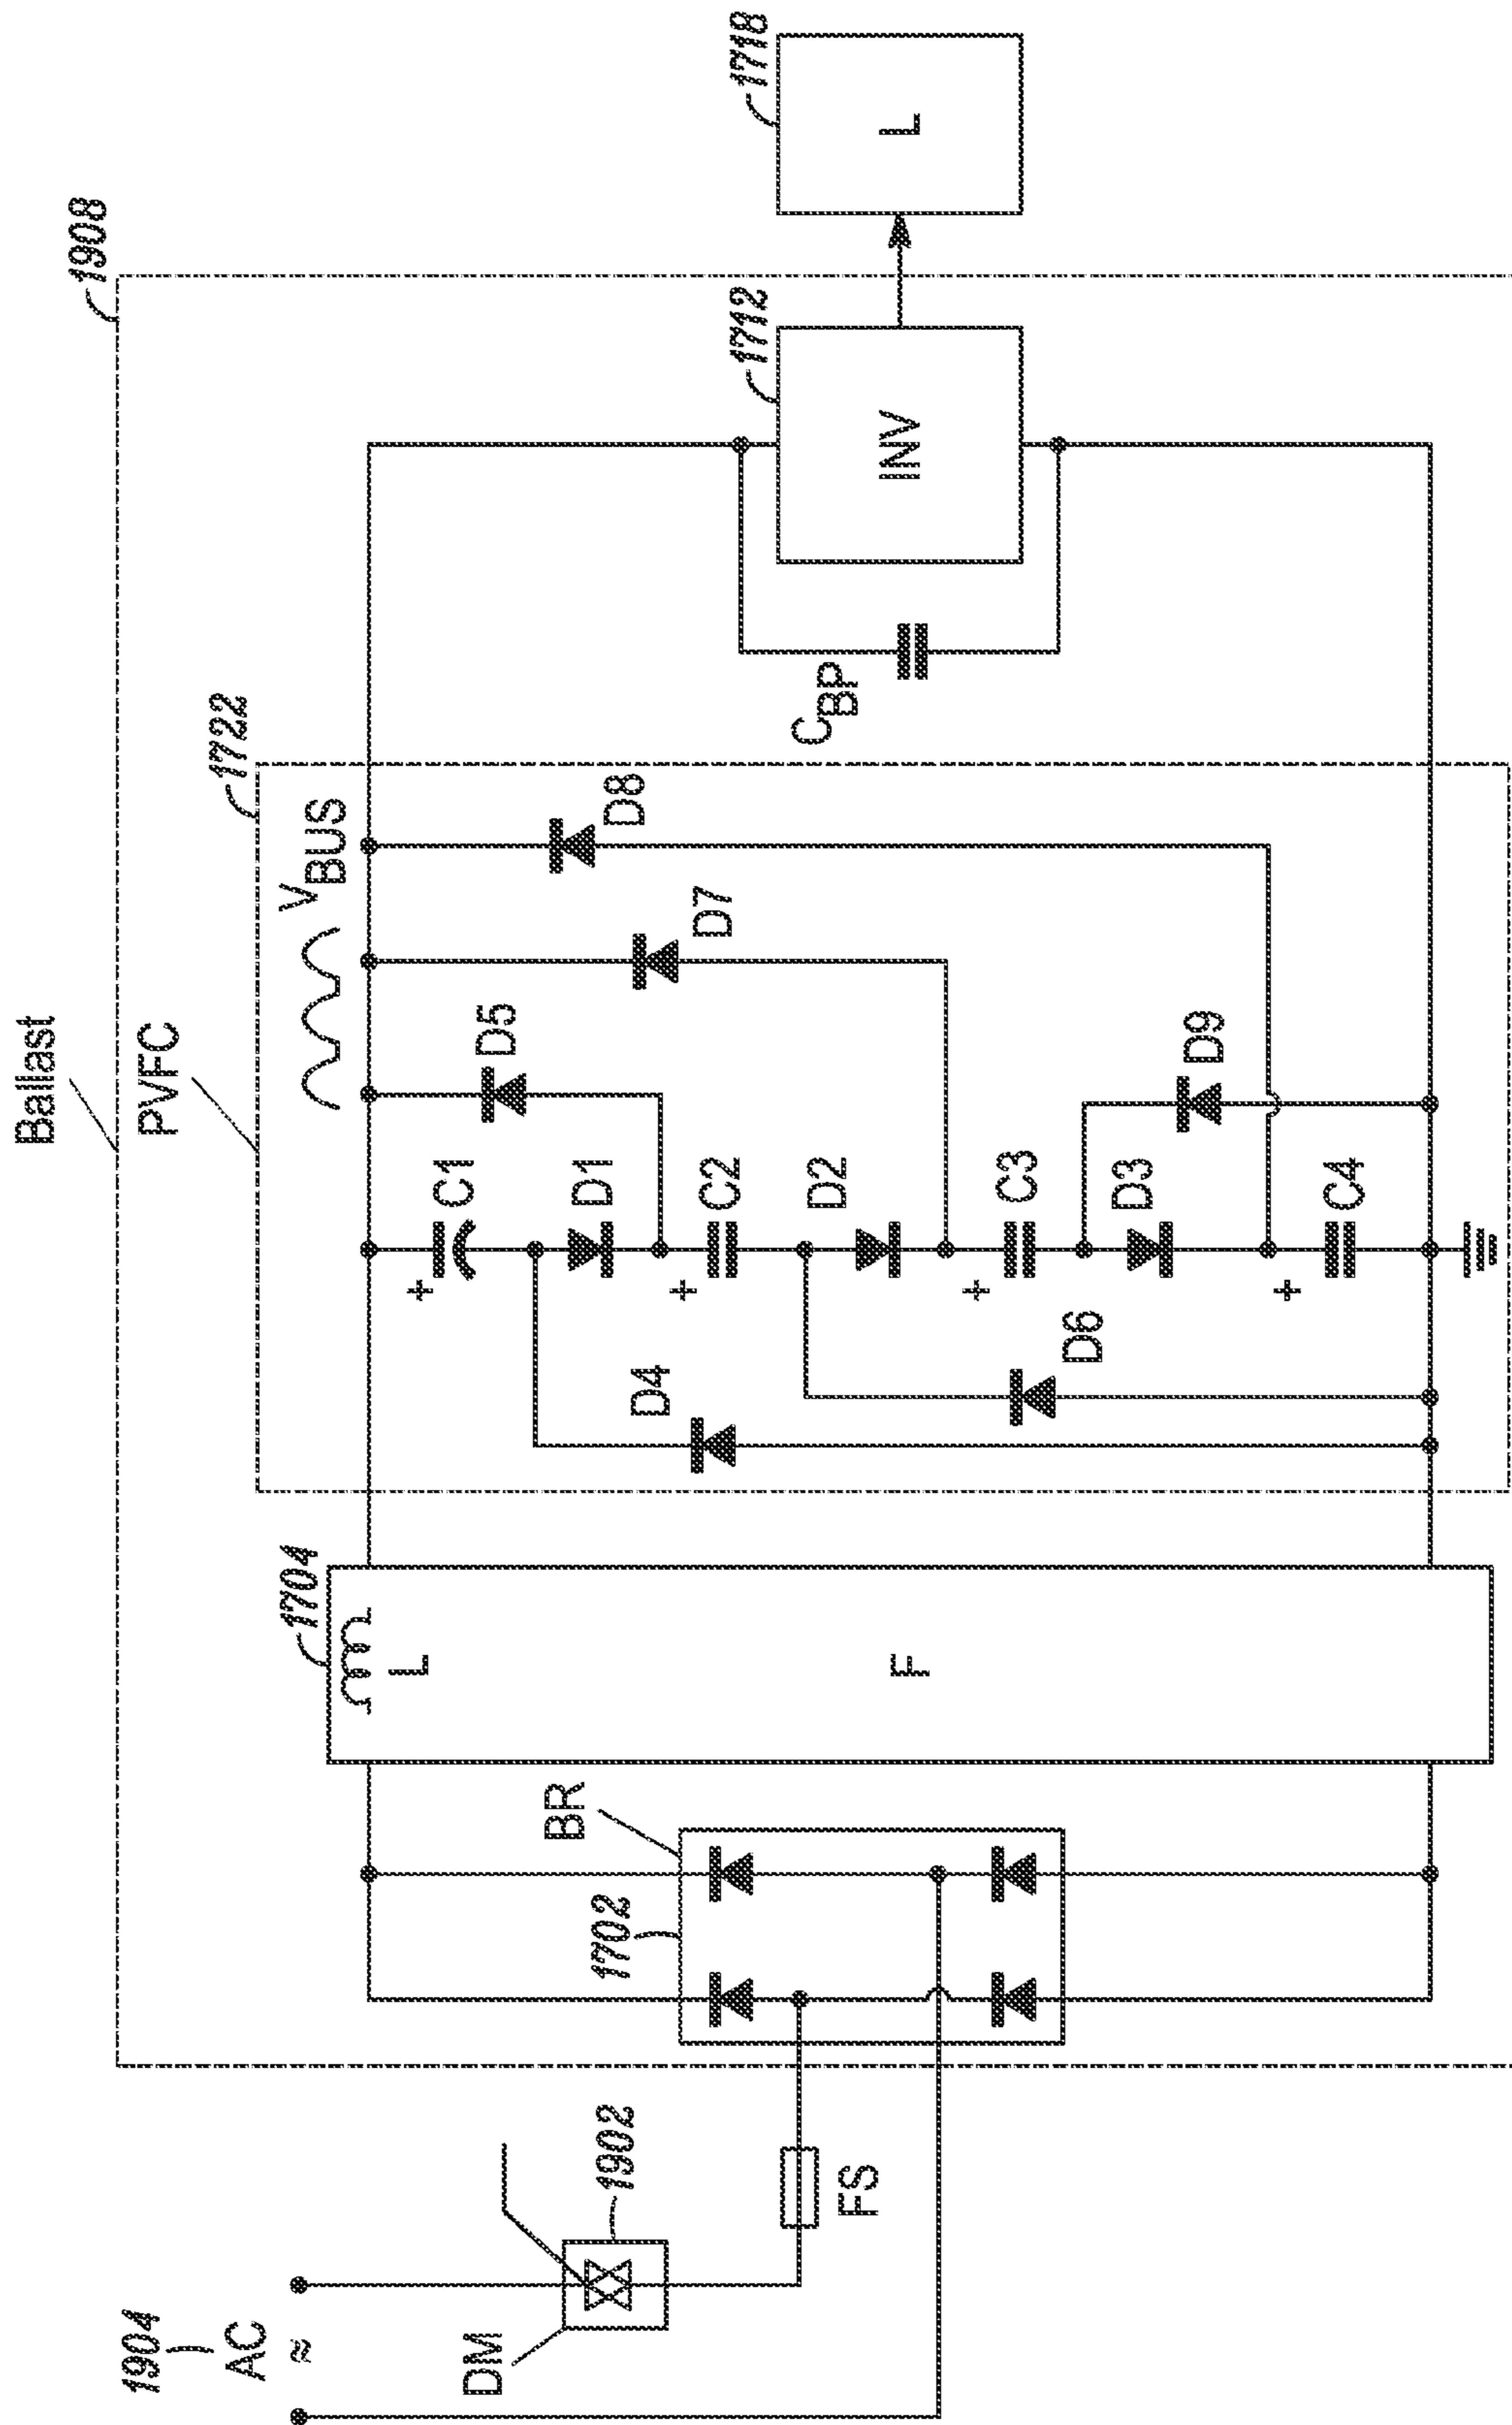 1904
AC
≈
DM
1902
FS
Ballast
1908
1702
BR
1704
L
F
PVFC
1722
V BUS
D4
D6
+
C1
D1
+
C2
D2
+
C3
D3
+
C4
D5
D9
D7
D8
C BP
1712
INV
1718
L